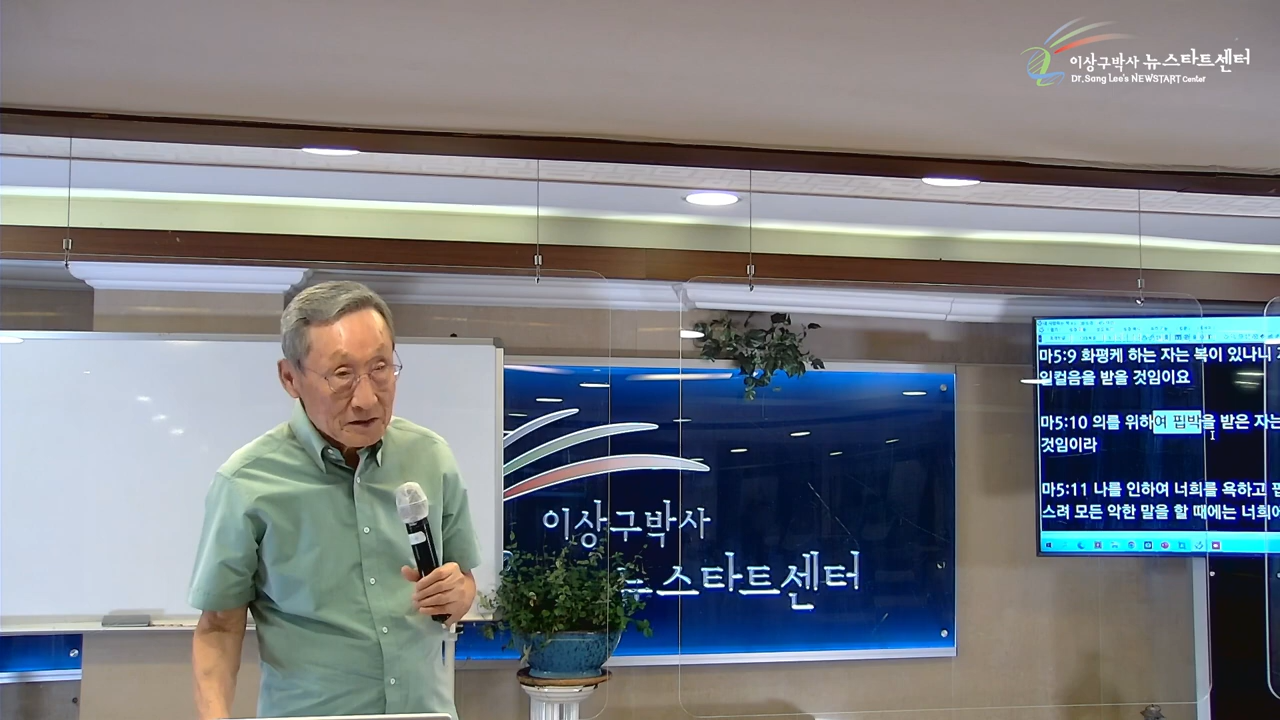 이상구박사 뉴스타트센터
Dr. Sang Lee's NEWSTART Center
이상구박사
뉴스타트센터
마5:9 화평케 하는 자는 복이 있나니
일컬음을 받을 것임이요
마5:10 의를 위하여 핍박을 받은 자는
것임이라
마5:11 나를 인하여 너희를 욕하고
스려 모든 악한 말을 할 때에는